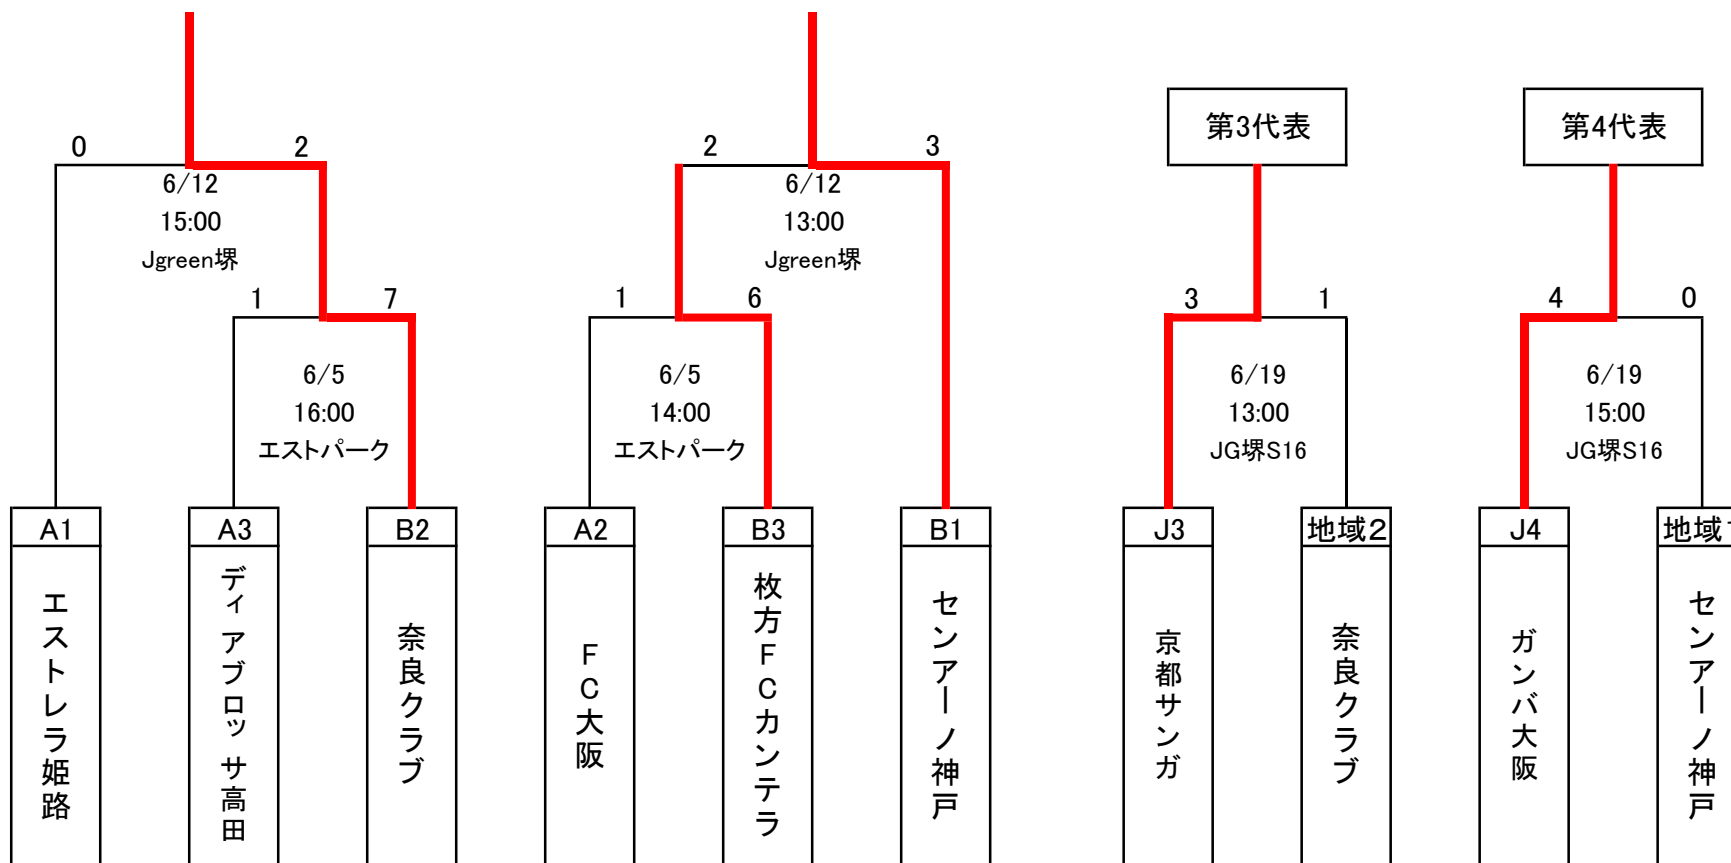 第3代表
第4代表
0 2
2 3
6/12
15:00
Jgreen堺
6/12
13:00
Jgreen堺
1 7
1 6
3 1
4 0
6/5
16:00
エストパーク
6/5
14:00
エストパーク
6/19
13:00
JG堺S16
6/19
15:00
JG堺S16
A1
A3
B2
A2
B3
B1
J3
地域2
J4
地域1
エストレラ姫路
ディアブロッサ高田
奈良クラブ
FC大阪
枚方FCカンテラ
センアーノ神戸
京都サンガ
奈良クラブ
ガンバ大阪
センアーノ神戸